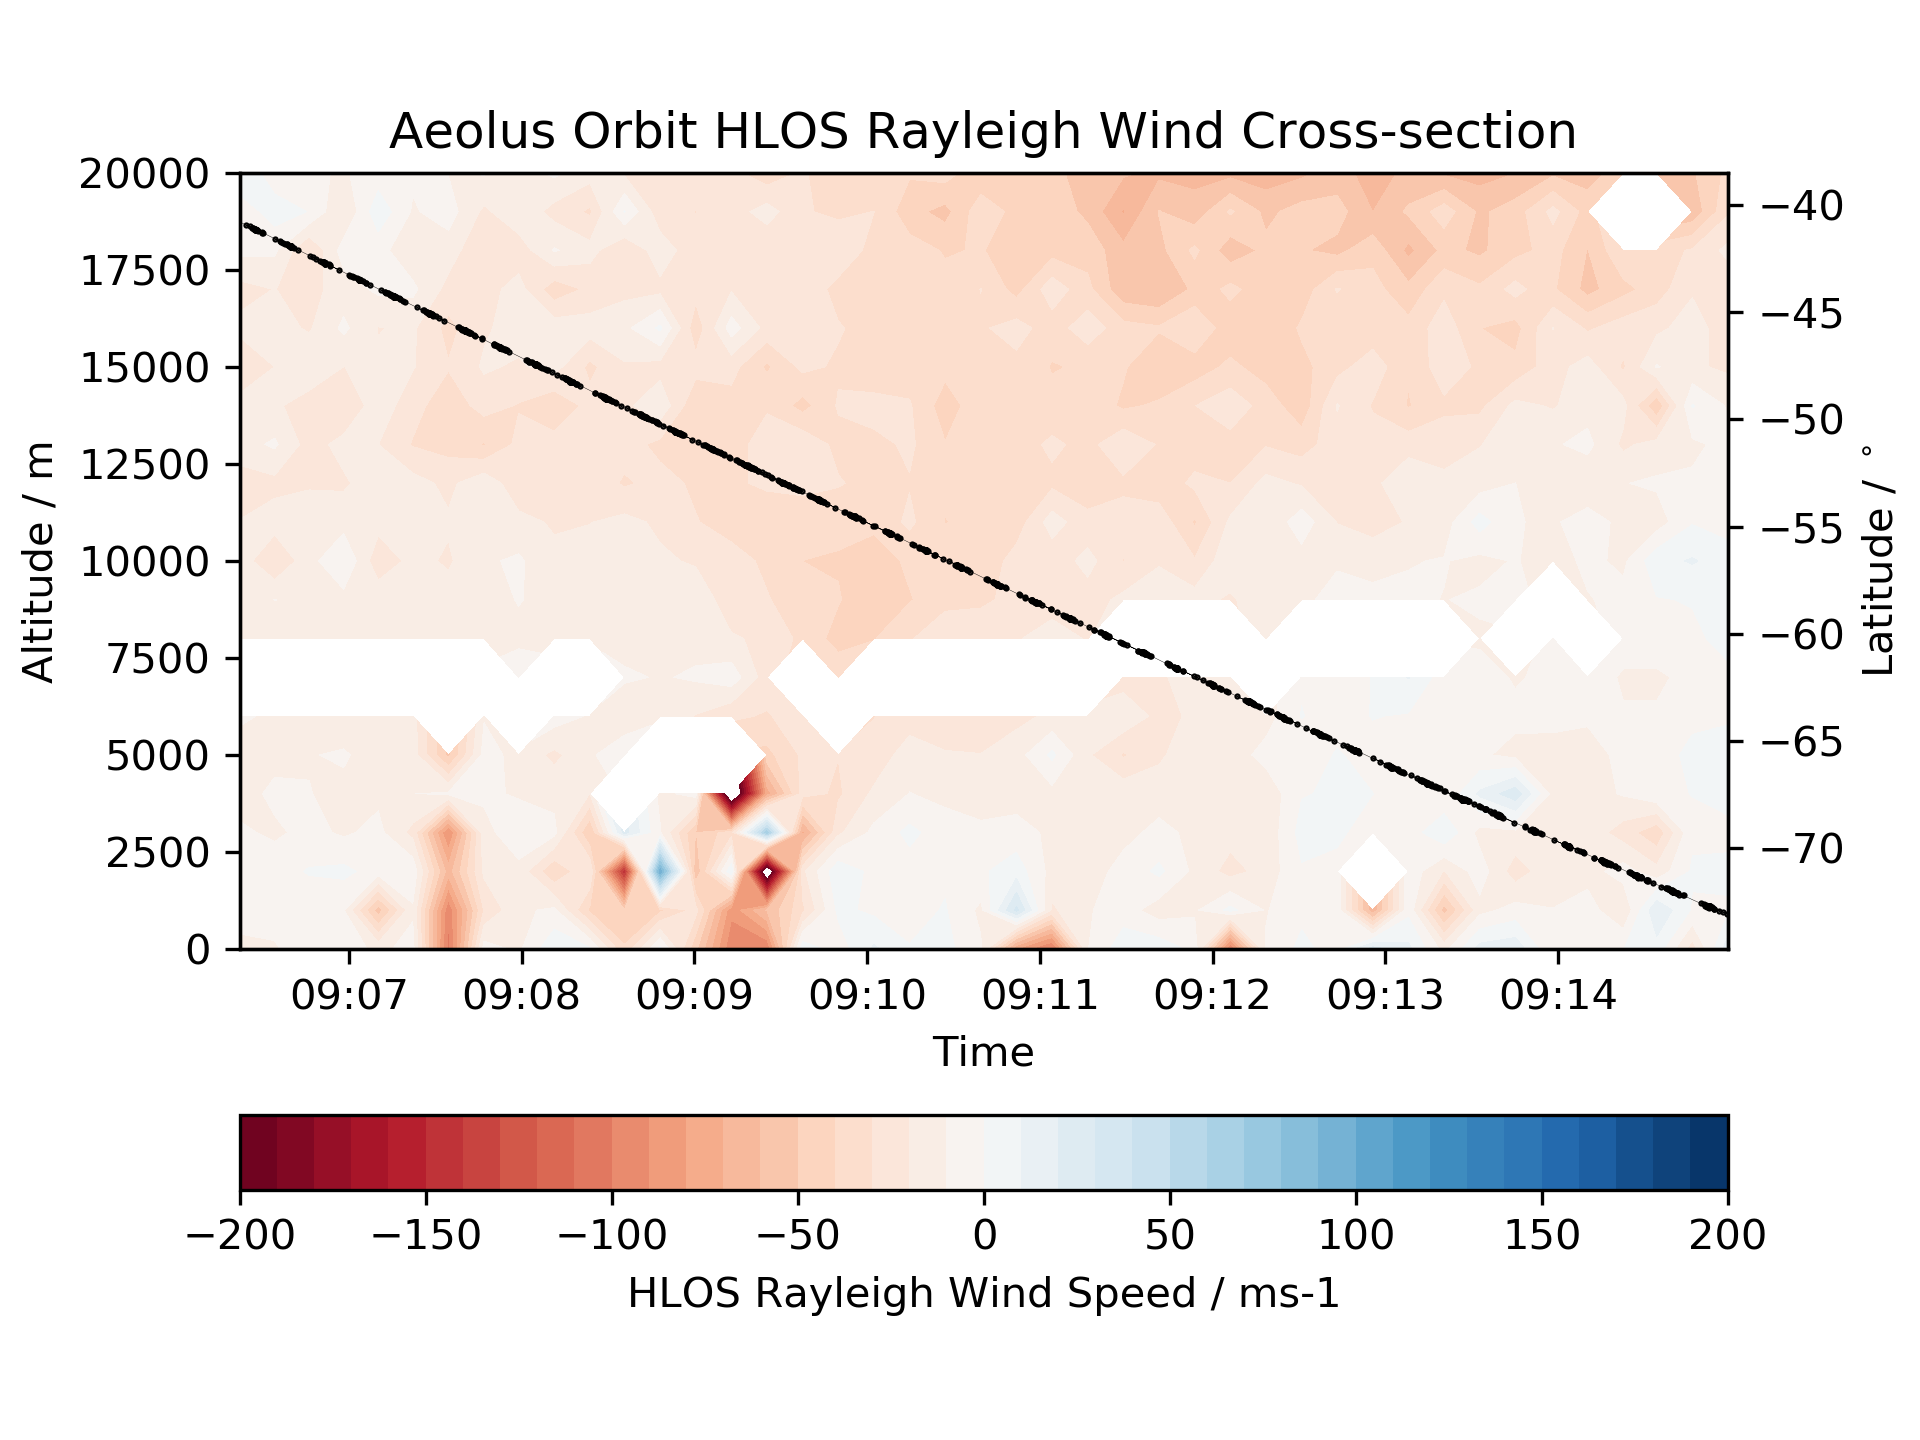 Aeolus Orbit HLOS Rayleigh Wind Cross-section
20000
17500
15000
12500
10000
7500
5000
2500
0
Altitude / m
−40
−45
−50
−55
−60
−65
−70
Latitude / °
09:07 09:08 09:09 09:10 09:11 09:12 09:13 09:14
Time
−200 −150 −100 −50 0 50 100 150 200
HLOS Rayleigh Wind Speed / ms-1